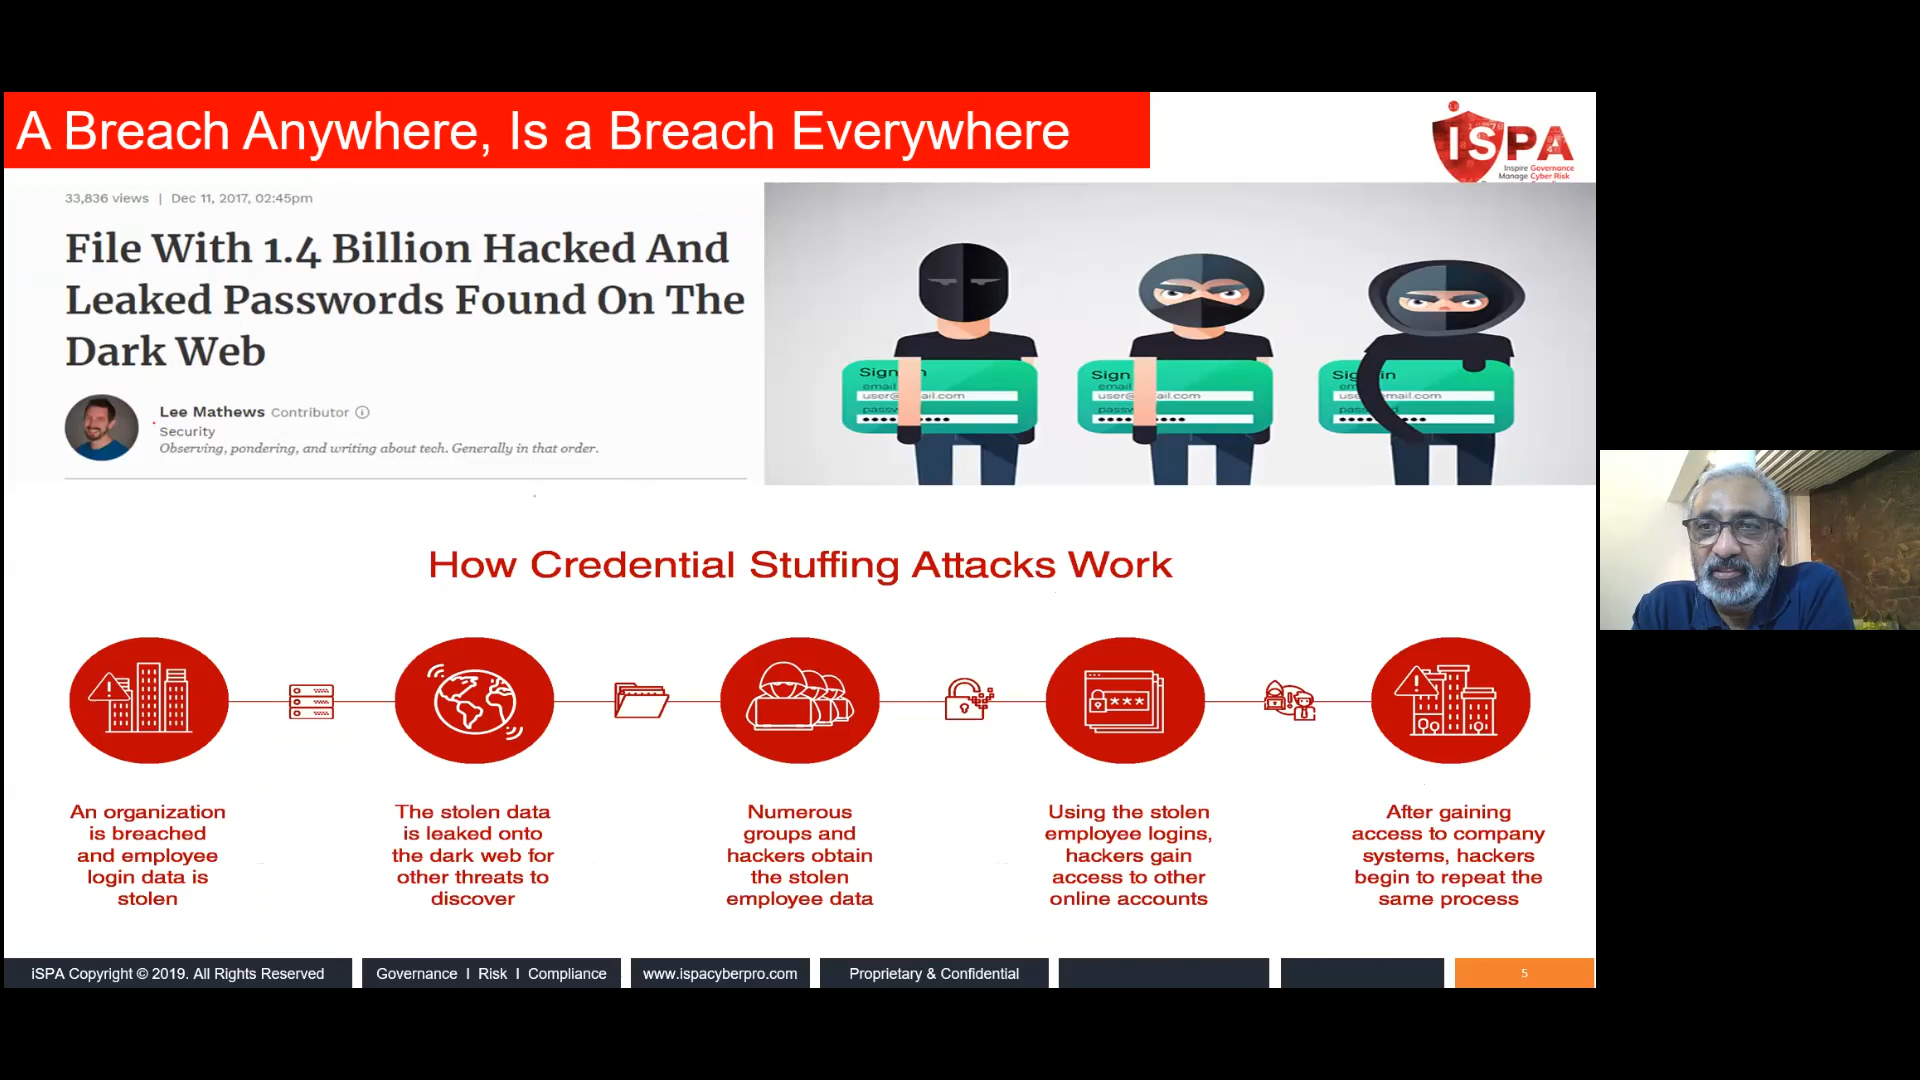 A Breach Anywhere, Is a Breach Everywhere
iSPA
Inspire Governance
Manage Cyber Risk
33,836 views | Dec 11, 2017, 02:45pm
File With 1.4 Billion Hacked And
Leaked Passwords Found On The
Dark Web
Lee Mathews Contributor
Security
Observing, pondering, and writing about tech. Generally in that order.
Sign
email
Sign
email
in
How Credential Stuffing Attacks Work
An organization
is breached
and employee
login data is
stolen
The stolen data
is leaked onto
the dark web for
other threats to
discover
Numerous
groups and
hackers obtain
the stolen
employee data
Using the stolen
employee logins,
hackers gain
access to other
online accounts
After gaining
access to company
systems, hackers
begin to repeat the
same process
iSPA Copyright © 2019. All Rights Reserved
Governance I Risk I Compliance
www.ispacyberpro.com
Proprietary & Confidential
5